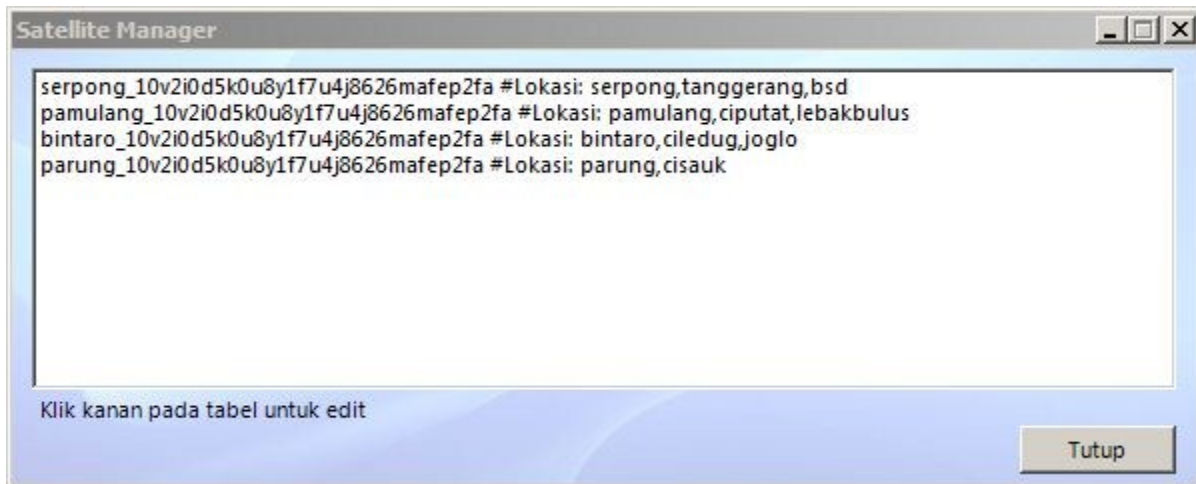 Satellite Manager
serpong_10v2i0d5k0u8y1f7u4j8626mafep2fa #Lokasi: serpong,tanggerang,bsd
pamulang_10v2i0d5k0u8y1f7u4j8626mafep2fa #Lokasi: pamulang,ciputat,lebakbulus
bintaro_10v2i0d5k0u8y1f7u4j8626mafep2fa #Lokasi: bintaro,ciledug,joglo
parung_10v2i0d5k0u8y1f7u4j8626mafep2fa #Lokasi: parung,cisauk
Klik kanan pada tabel untuk edit
Tutup